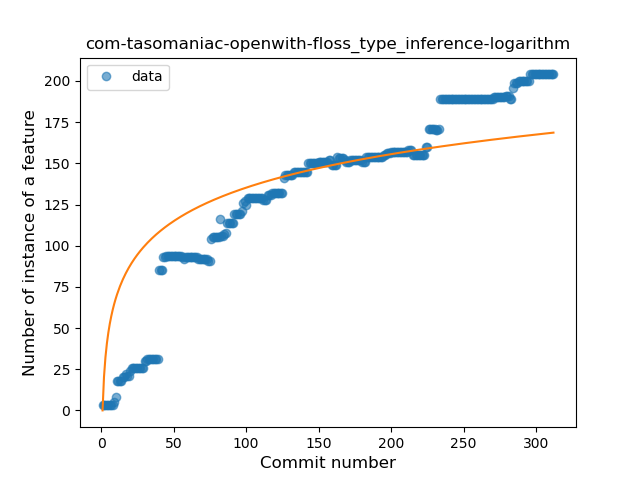 com-tasomaniac-openwith-floss_type_inference-logarithm
data
Number of instance of a feature
200
175
150
125
100
75
50
25
0
0 50 100 150 200 250 300
Commit number